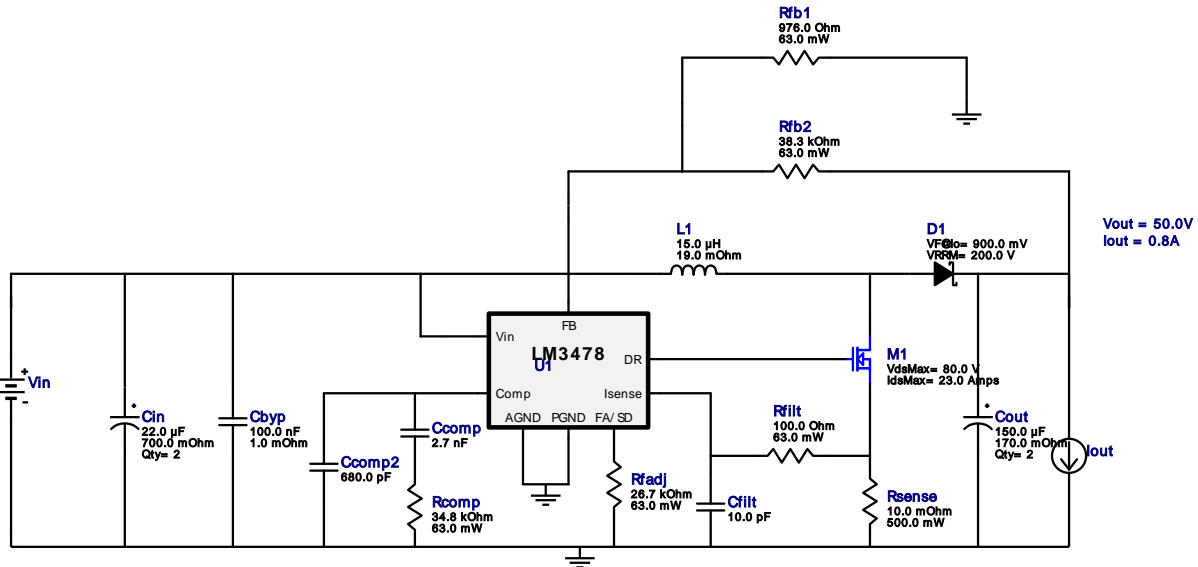 Rfb1
976.0 Ohm
63.0 mW
Rfb2
38.3 kOhm
63.0 mW
Vout = 50.0V
Iout = 0.8A
L1
15.0 µH
19.0 mOhm
D1
VF@Io= 900.0 mV
VRRM= 200.0 V
FB
Vin
LM3478
U1
DR
Comp
Isense
AGND
PGND
FA/ SD
M1
VdsMax= 80.0 V
IdsMax= 23.0 Amps
+
Vin
-
Cin
22.0 µF
700.0 mOhm
Qty= 2
Cbyp
100.0 nF
1.0 mOhm
Ccomp
2.7 nF
Ccomp2
680.0 pF
Rcomp
34.8 kOhm
63.0 mW
Rfadj
26.7 kOhm
63.0 mW
Rfilt
100.0 Ohm
63.0 mW
Cfilt
10.0 pF
Rsense
10.0 mOhm
500.0 mW
Cout
150.0 µF
170.0 mOhm
Qty= 2
Iout